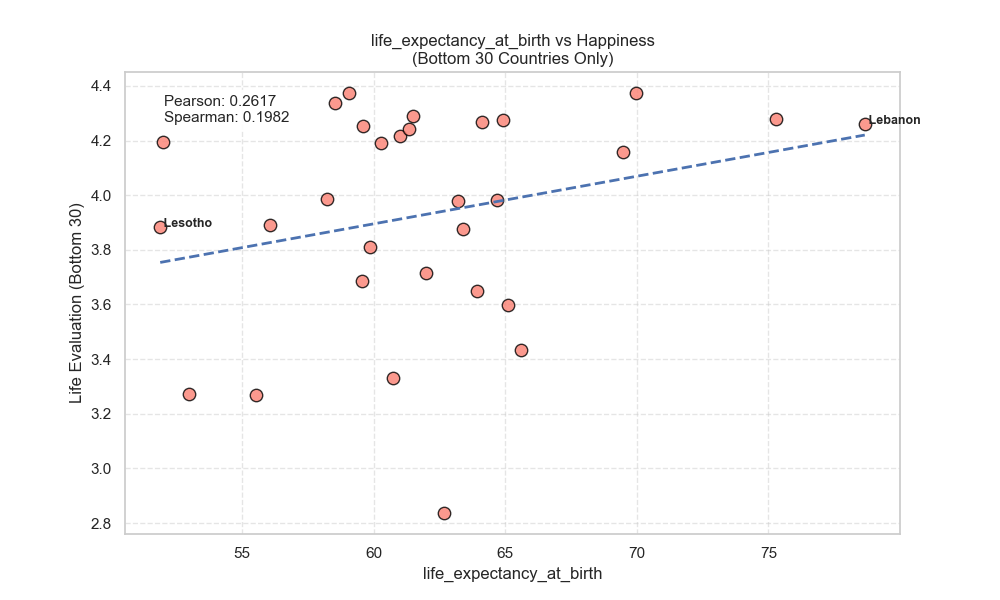 life_expectancy_at_birth vs Happiness
(Bottom 30 Countries Only)
Pearson: 0.2617
Spearman: 0.1982
Lebanon
Lesotho
Life Evaluation (Bottom 30)
4.4
4.2
4.0
3.8
3.6
3.4
3.2
3.0
2.8
55 60 65 70 75
life_expectancy_at_birth